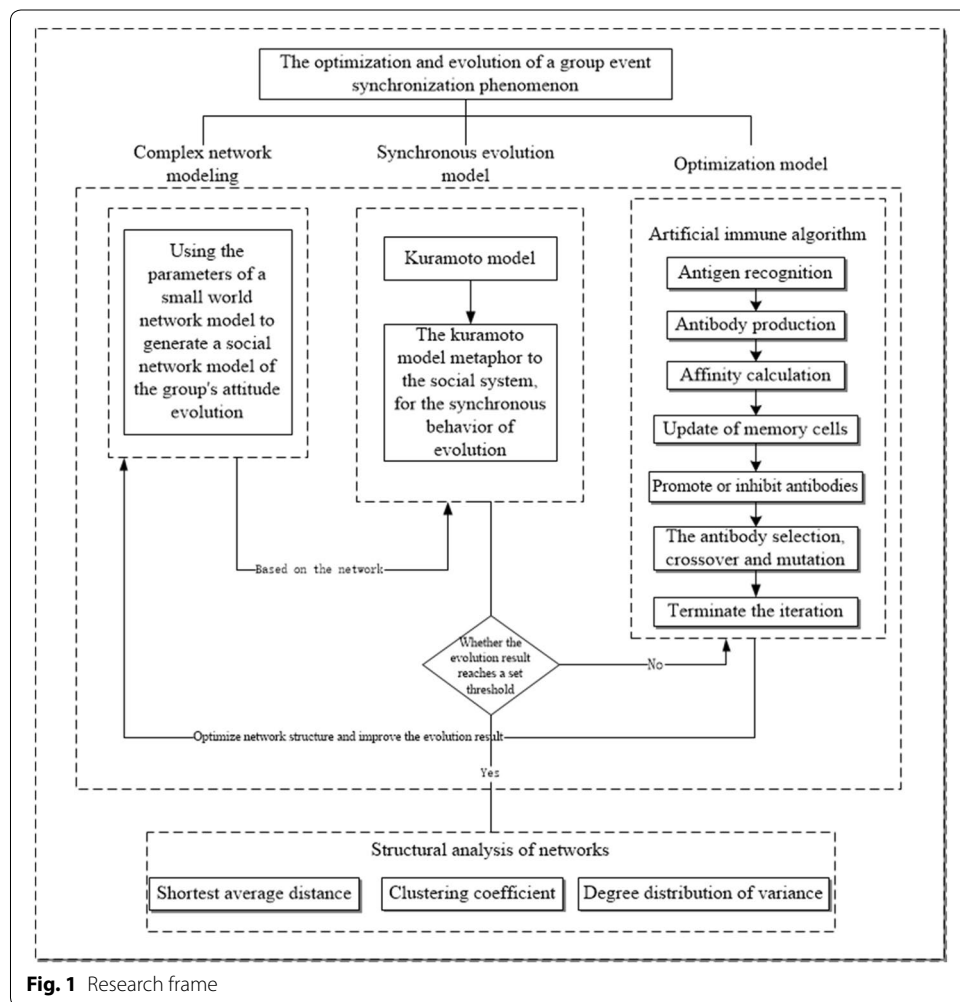 The optimization and evolution of a group event
synchronization phenomenon
Complex network
modeling
Synchronous evolution
model
Optimization model
Using the
parameters of a
small world
network model to
generate a social
network model of
the group's attitude
evolution
Kuramoto model
The kuramoto
model metaphor to
the social system,
for the synchronous
behavior of
evolution
Artificial immune algorithm
Antigen recognition
Antibody production
Affinity calculation
Update of memory cells
Promote or inhibit antibodies
The antibody selection,
crossover and mutation
Terminate the iteration
Based on the network
Whether the
evolution result
reaches a set
threshold
No
Optimize network structure and improve the evolution result
Yes
Structural analysis of networks
Shortest average distance
Clustering coefficient
Degree distribution of variance
Fig. 1 Research frame